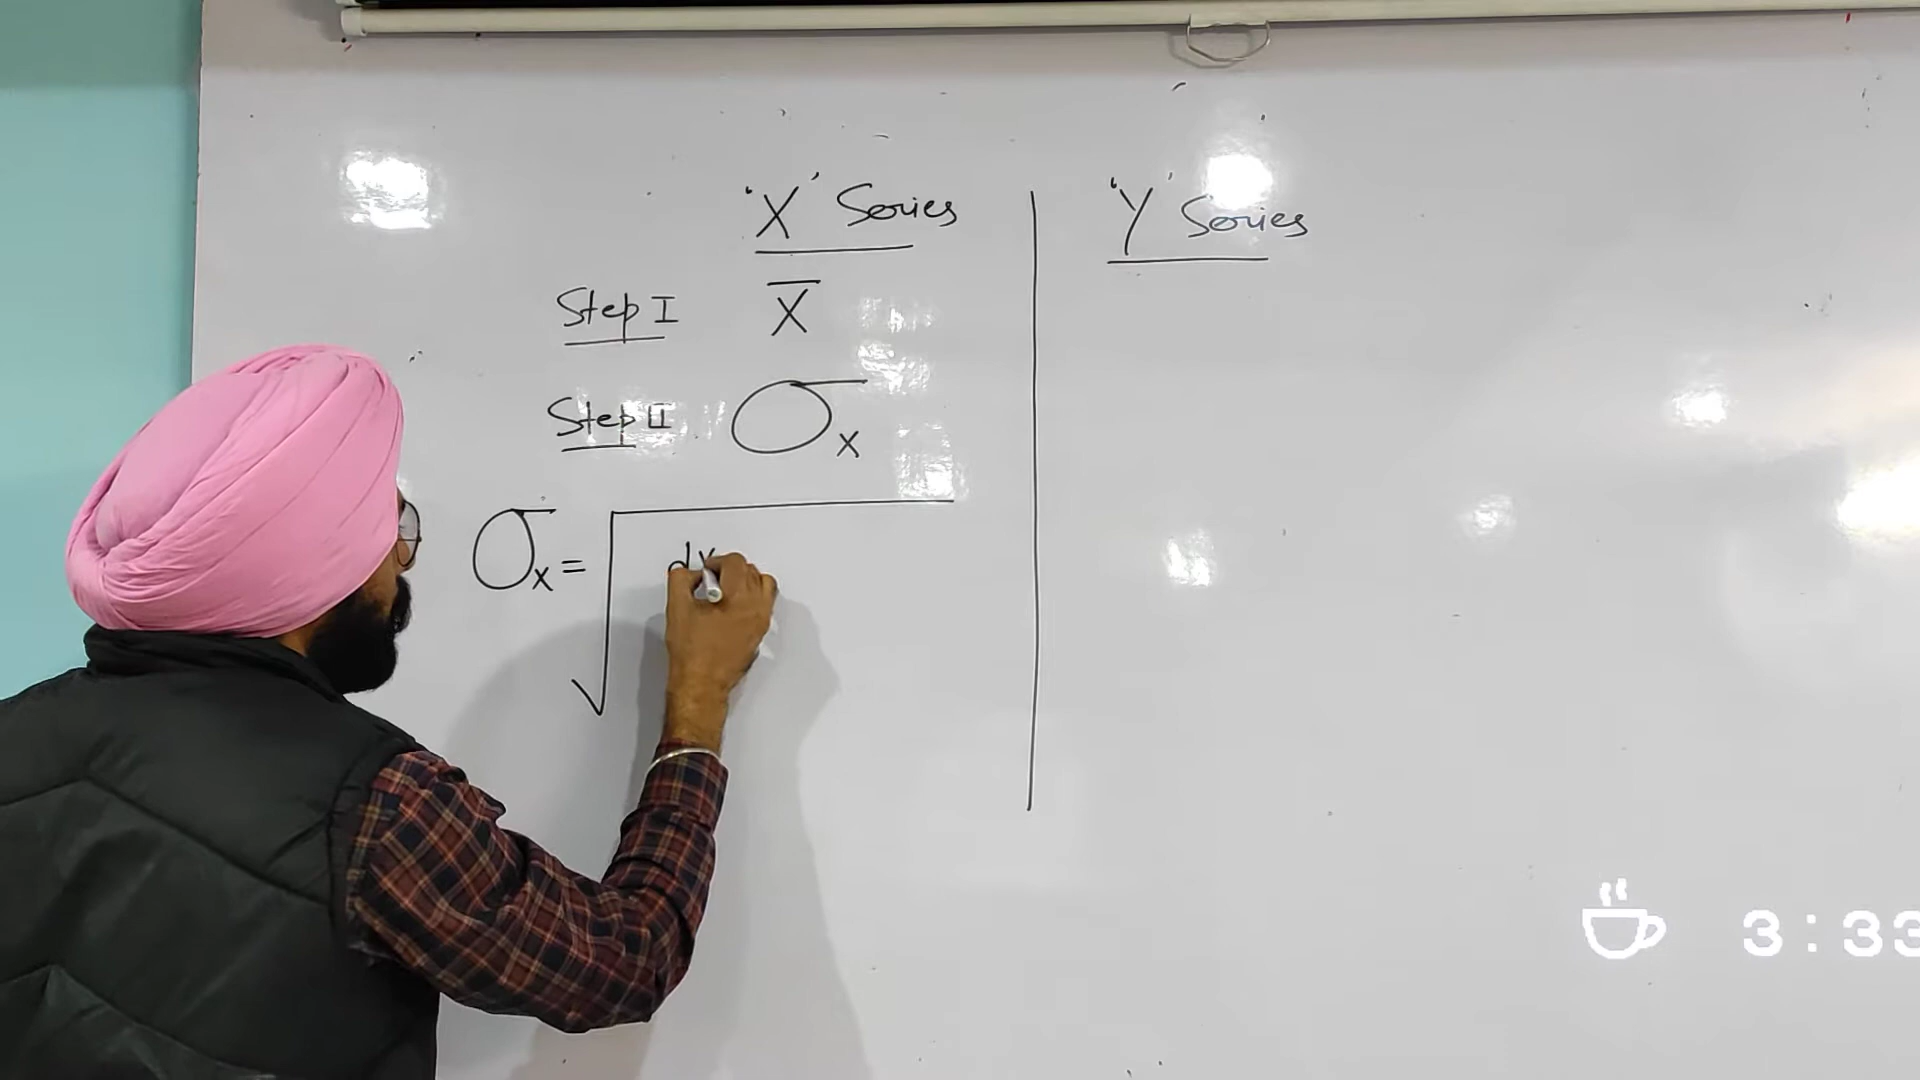 'X' Series
'Y' Series
Step I X̄
Step II σx
σx = √ dx
3:33